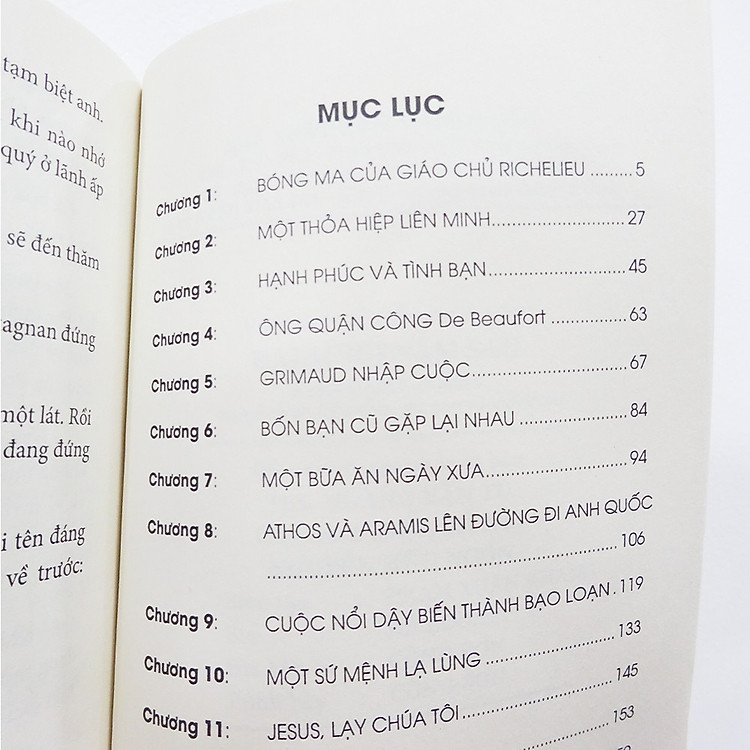 tạm biệt anh.
khi nào nhớ
quý ở lãnh ấp
sẽ đến thăm
agnan đứng
một lát. Rồi
đang đứng
i tên đáng
về trước:
MỤC LỤC
Chương 1: BÓNG MA CỦA GIÁO CHỦ RICHELIEU .........5
Chương 2: MỘT THỎA HIỆP LIÊN MINH...........................27
Chương 3: HẠNH PHÚC VÀ TÌNH BẠN............................45
Chương 4: ÔNG QUẬN CÔNG De Beaufort ................63
Chương 5: GRIMAUD NHẬP CUỘC...............................67
Chương 6: BỐN BẠN CŨ GẶP LẠI NHAU ......................84
Chương 7: MỘT BỮA ĂN NGÀY XƯA.............................94
Chương 8: ATHOS VÀ ARAMIS LÊN ĐƯỜNG ĐI ANH QUỐC
......................................................................106
Chương 9: CUỘC NỔI DẬY BIẾN THÀNH BẠO LOẠN.119
Chương 10: MỘT SỨ MỆNH LẠ LÙNG ..........................133
Chương 11: JESUS, LẠY CHÚA TÔI ..............................145
153